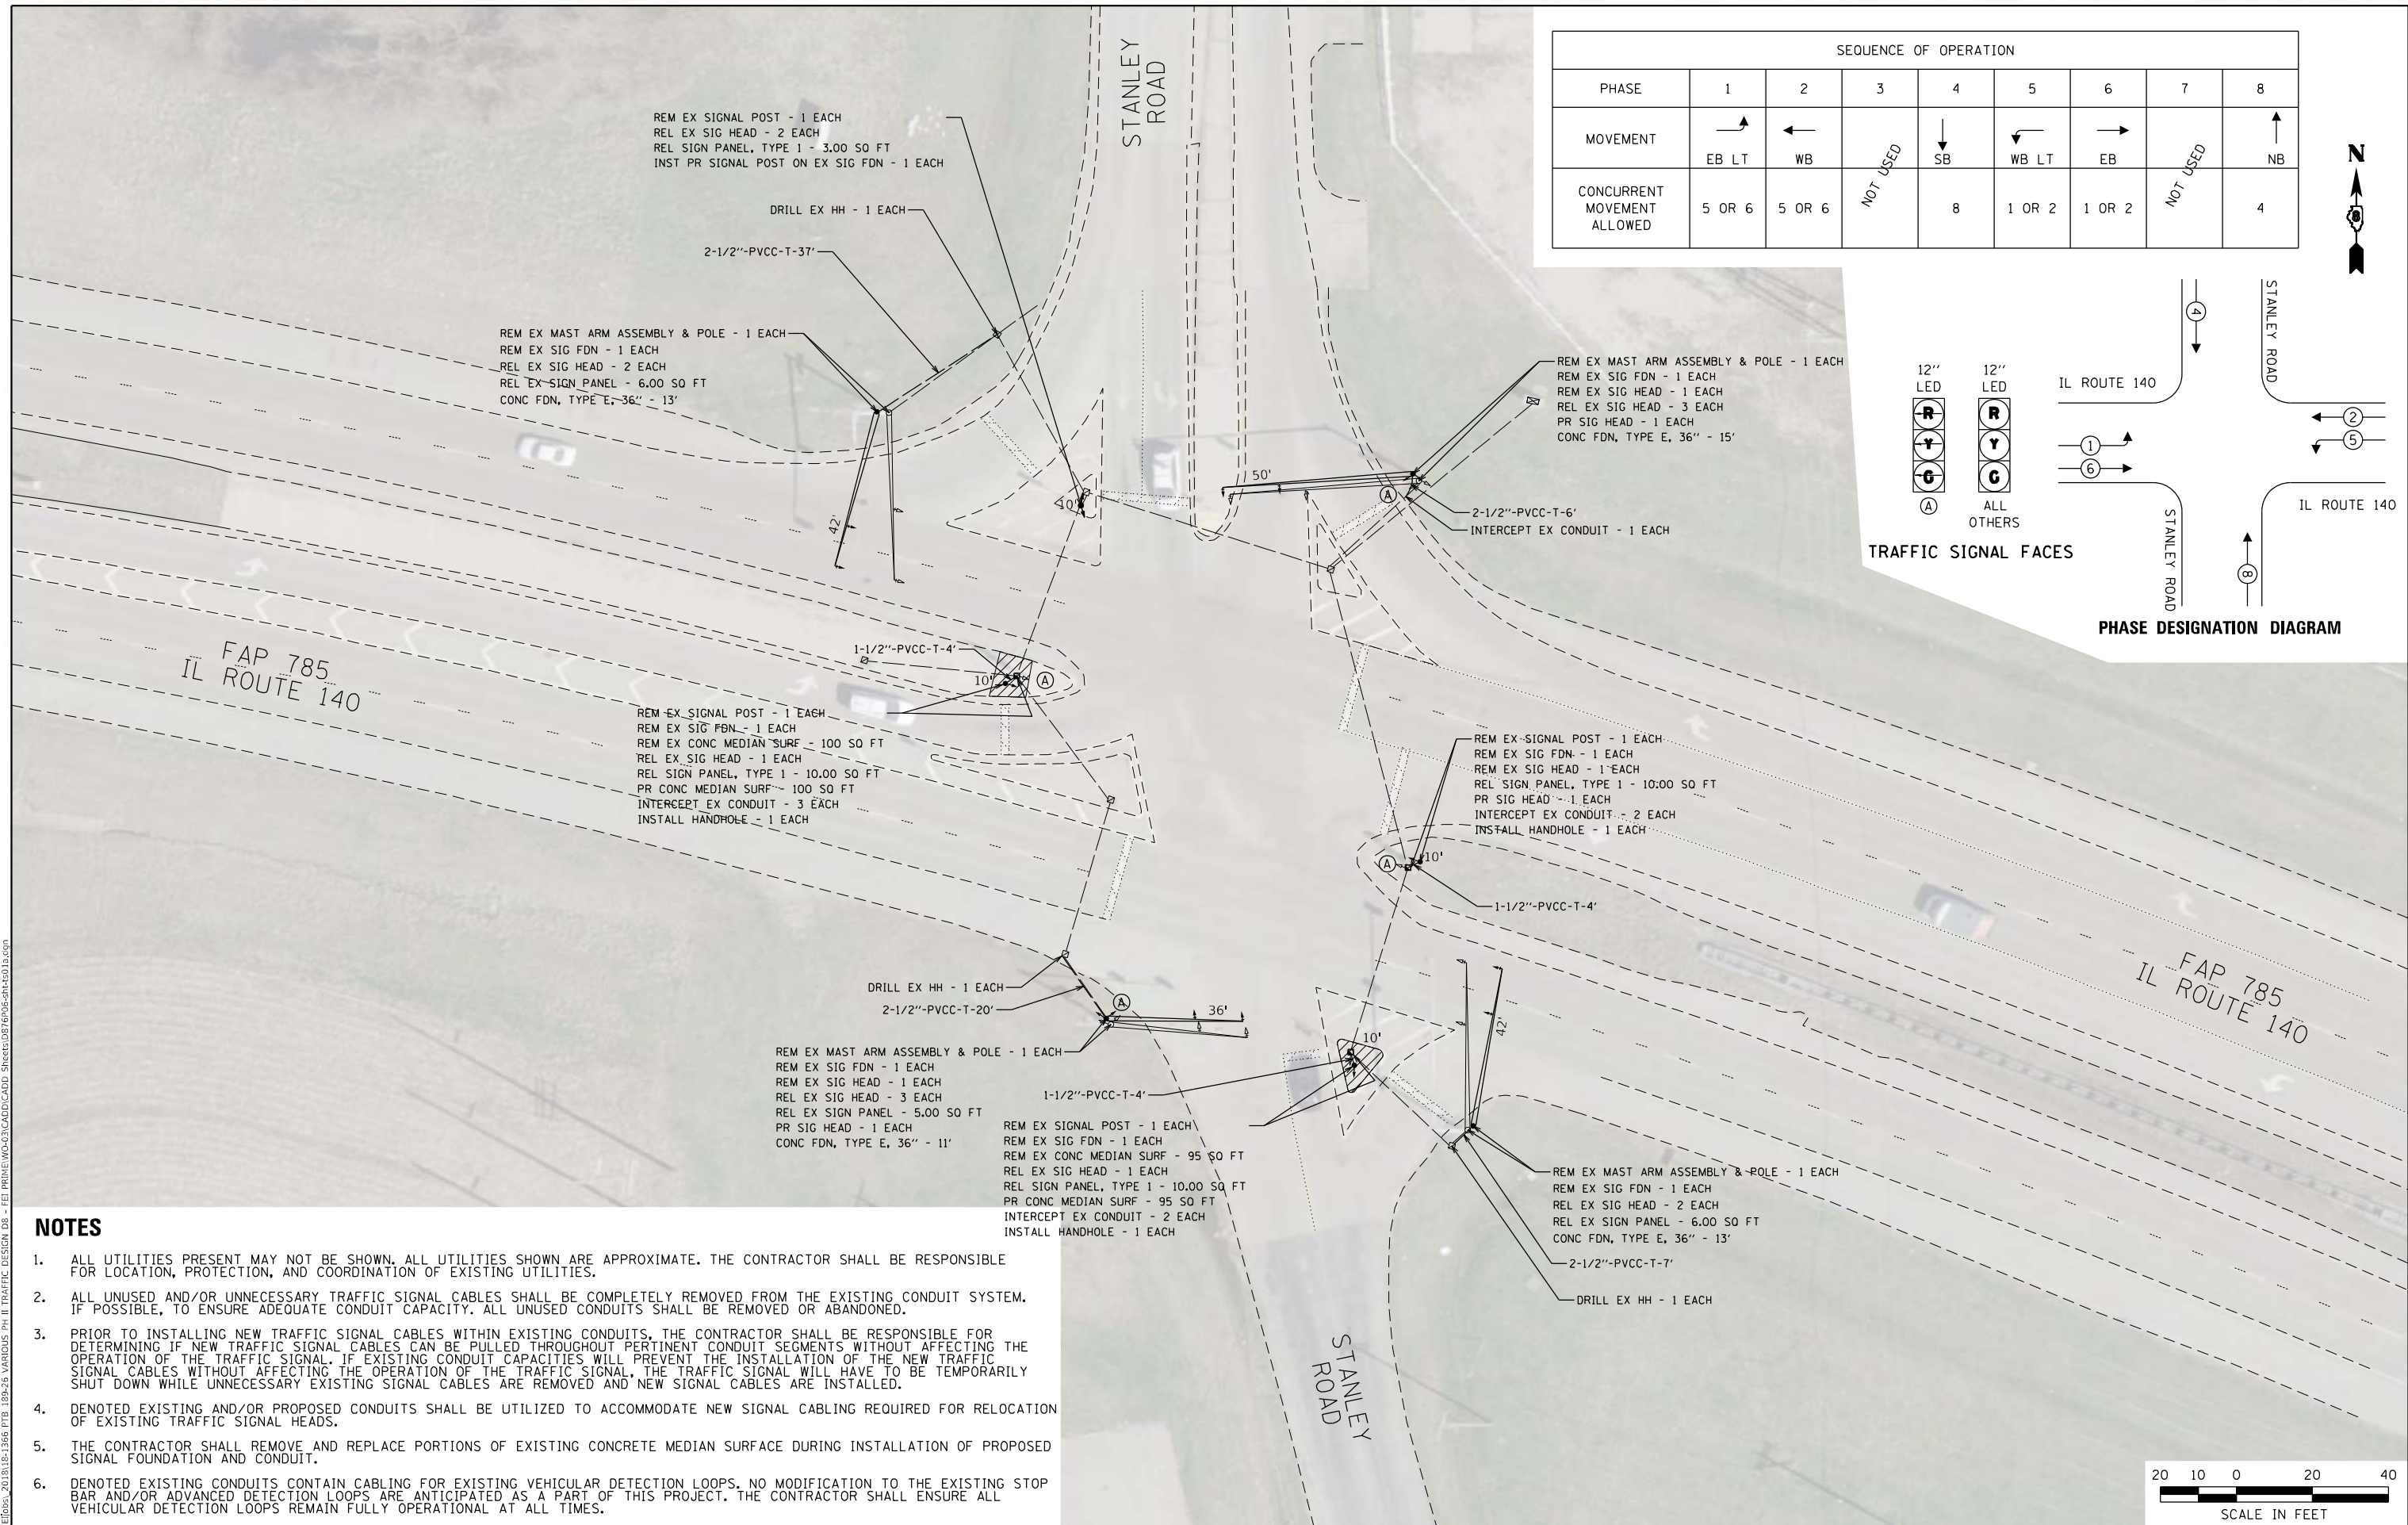 STANLEY
ROAD
SEQUENCE OF OPERATION
PHASE 1 2 3 4 5 6 7 8
MOVEMENT EB LT WB NOT USED SB WB LT EB NOT USED NB
CONCURRENT
MOVEMENT
ALLOWED
5 OR 6 5 OR 6 8 1 OR 2 1 OR 2 4
N
8
REM EX SIGNAL POST - 1 EACH
REL EX SIG HEAD - 2 EACH
REL SIGN PANEL, TYPE 1 - 3.00 SQ FT
INST PR SIGNAL POST ON EX SIG FDN - 1 EACH
DRILL EX HH - 1 EACH
2-1/2"-PVCC-T-37'
REM EX MAST ARM ASSEMBLY & POLE - 1 EACH
REM EX SIG FDN - 1 EACH
REL EX SIG HEAD - 2 EACH
REL EX SIGN PANEL - 6.00 SQ FT
CONC FDN, TYPE E, 36" - 13'
42'
10'
50'
A
REM EX MAST ARM ASSEMBLY & POLE - 1 EACH
REM EX SIG FDN - 1 EACH
REM EX SIG HEAD - 1 EACH
REL EX SIG HEAD - 3 EACH
PR SIG HEAD - 1 EACH
CONC FDN, TYPE E, 36" - 15'
2-1/2"-PVCC-T-6'
INTERCEPT EX CONDUIT - 1 EACH
12" 12"
LED LED
R R
Y Y
G G
A ALL
OTHERS
TRAFFIC SIGNAL FACES
STANLEY ROAD
IL ROUTE 140
4
2
5
1
6
8
IL ROUTE 140
STANLEY ROAD
PHASE DESIGNATION DIAGRAM
FAP 785
IL ROUTE 140
1-1/2"-PVCC-T-4'
10'
A
REM EX SIGNAL POST - 1 EACH
REM EX SIG FDN - 1 EACH
REM EX CONC MEDIAN SURF - 100 SQ FT
REL EX SIG HEAD - 1 EACH
REL SIGN PANEL, TYPE 1 - 10.00 SQ FT
PR CONC MEDIAN SURF - 100 SQ FT
INTERCEPT EX CONDUIT - 3 EACH
INSTALL HANDHOLE - 1 EACH
REM EX SIGNAL POST - 1 EACH
REM EX SIG FDN - 1 EACH
REM EX SIG HEAD - 1 EACH
REL SIGN PANEL, TYPE 1 - 10.00 SQ FT
PR SIG HEAD - 1 EACH
INTERCEPT EX CONDUIT - 2 EACH
INSTALL HANDHOLE - 1 EACH
A
10'
1-1/2"-PVCC-T-4'
FAP 785
IL ROUTE 140
DRILL EX HH - 1 EACH
2-1/2"-PVCC-T-20'
A
36'
REM EX MAST ARM ASSEMBLY & POLE - 1 EACH
REM EX SIG FDN - 1 EACH
REM EX SIG HEAD - 1 EACH
REL EX SIG HEAD - 3 EACH
REL EX SIGN PANEL - 5.00 SQ FT
PR SIG HEAD - 1 EACH
CONC FDN, TYPE E, 36" - 11'
42'
10'
1-1/2"-PVCC-T-4'
REM EX SIGNAL POST - 1 EACH
REM EX SIG FDN - 1 EACH
REM EX CONC MEDIAN SURF - 95 SQ FT
REL EX SIG HEAD - 1 EACH
REL SIGN PANEL, TYPE 1 - 10.00 SQ FT
PR CONC MEDIAN SURF - 95 SQ FT
INTERCEPT EX CONDUIT - 2 EACH
INSTALL HANDHOLE - 1 EACH
REM EX MAST ARM ASSEMBLY & POLE - 1 EACH
REM EX SIG FDN - 1 EACH
REL EX SIG HEAD - 2 EACH
REL EX SIGN PANEL - 6.00 SQ FT
CONC FDN, TYPE E, 36" - 13'
2-1/2"-PVCC-T-7'
DRILL EX HH - 1 EACH
STANLEY
ROAD
NOTES
1. ALL UTILITIES PRESENT MAY NOT BE SHOWN. ALL UTILITIES SHOWN ARE APPROXIMATE. THE CONTRACTOR SHALL BE RESPONSIBLE
FOR LOCATION, PROTECTION, AND COORDINATION OF EXISTING UTILITIES.
2. ALL UNUSED AND/OR UNNECESSARY TRAFFIC SIGNAL CABLES SHALL BE COMPLETELY REMOVED FROM THE EXISTING CONDUIT SYSTEM,
IF POSSIBLE, TO ENSURE ADEQUATE CONDUIT CAPACITY. ALL UNUSED CONDUITS SHALL BE REMOVED OR ABANDONED.
3. PRIOR TO INSTALLING NEW TRAFFIC SIGNAL CABLES WITHIN EXISTING CONDUITS, THE CONTRACTOR SHALL BE RESPONSIBLE FOR
DETERMINING IF NEW TRAFFIC SIGNAL CABLES CAN BE PULLED THROUGHOUT PERTINENT CONDUIT SEGMENTS WITHOUT AFFECTING THE
OPERATION OF THE TRAFFIC SIGNAL. IF EXISTING CONDUIT CAPACITIES WILL PREVENT THE INSTALLATION OF THE NEW TRAFFIC
SIGNAL CABLES WITHOUT AFFECTING THE OPERATION OF THE TRAFFIC SIGNAL, THE TRAFFIC SIGNAL WILL HAVE TO BE TEMPORARILY
SHUT DOWN WHILE UNNECESSARY EXISTING SIGNAL CABLES ARE REMOVED AND NEW SIGNAL CABLES ARE INSTALLED.
4. DENOTED EXISTING AND/OR PROPOSED CONDUITS SHALL BE UTILIZED TO ACCOMMODATE NEW SIGNAL CABLING REQUIRED FOR RELOCATION
OF EXISTING TRAFFIC SIGNAL HEADS.
5. THE CONTRACTOR SHALL REMOVE AND REPLACE PORTIONS OF EXISTING CONCRETE MEDIAN SURFACE DURING INSTALLATION OF PROPOSED
SIGNAL FOUNDATION AND CONDUIT.
6. DENOTED EXISTING CONDUITS CONTAIN CABLING FOR EXISTING VEHICULAR DETECTION LOOPS. NO MODIFICATION TO THE EXISTING STOP
BAR AND/OR ADVANCED DETECTION LOOPS ARE ANTICIPATED AS A PART OF THIS PROJECT. THE CONTRACTOR SHALL ENSURE ALL
VEHICULAR DETECTION LOOPS REMAIN FULLY OPERATIONAL AT ALL TIMES.
20 10 0 20 40
SCALE IN FEET